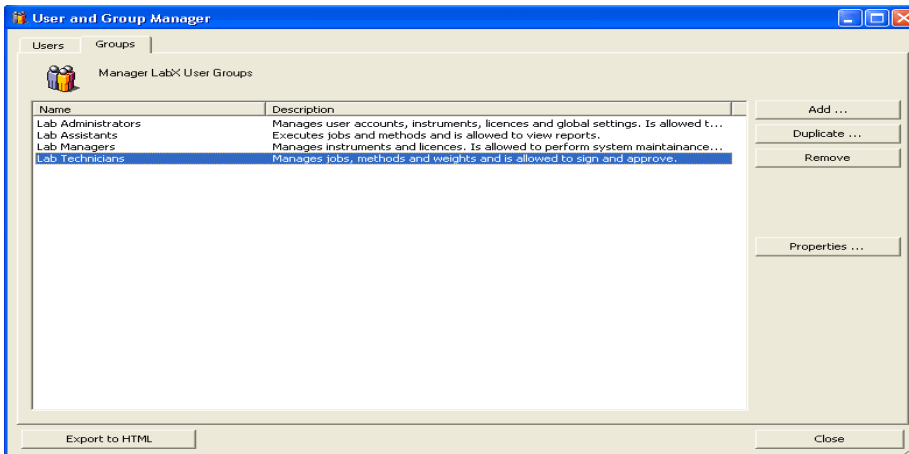 User and Group Manager
Users Groups
Manager LabX User Groups
Name Description
Lab Administrators Manages user accounts, instruments, licences and global settings. Is allowed t...
Lab Assistants Executes jobs and methods and is allowed to view reports.
Lab Managers Manages instruments and licences. Is allowed to perform system maintainance...
Lab Technicians Manages jobs, methods and weights and is allowed to sign and approve.
Add ...
Duplicate ...
Remove
Properties ...
Export to HTML Close